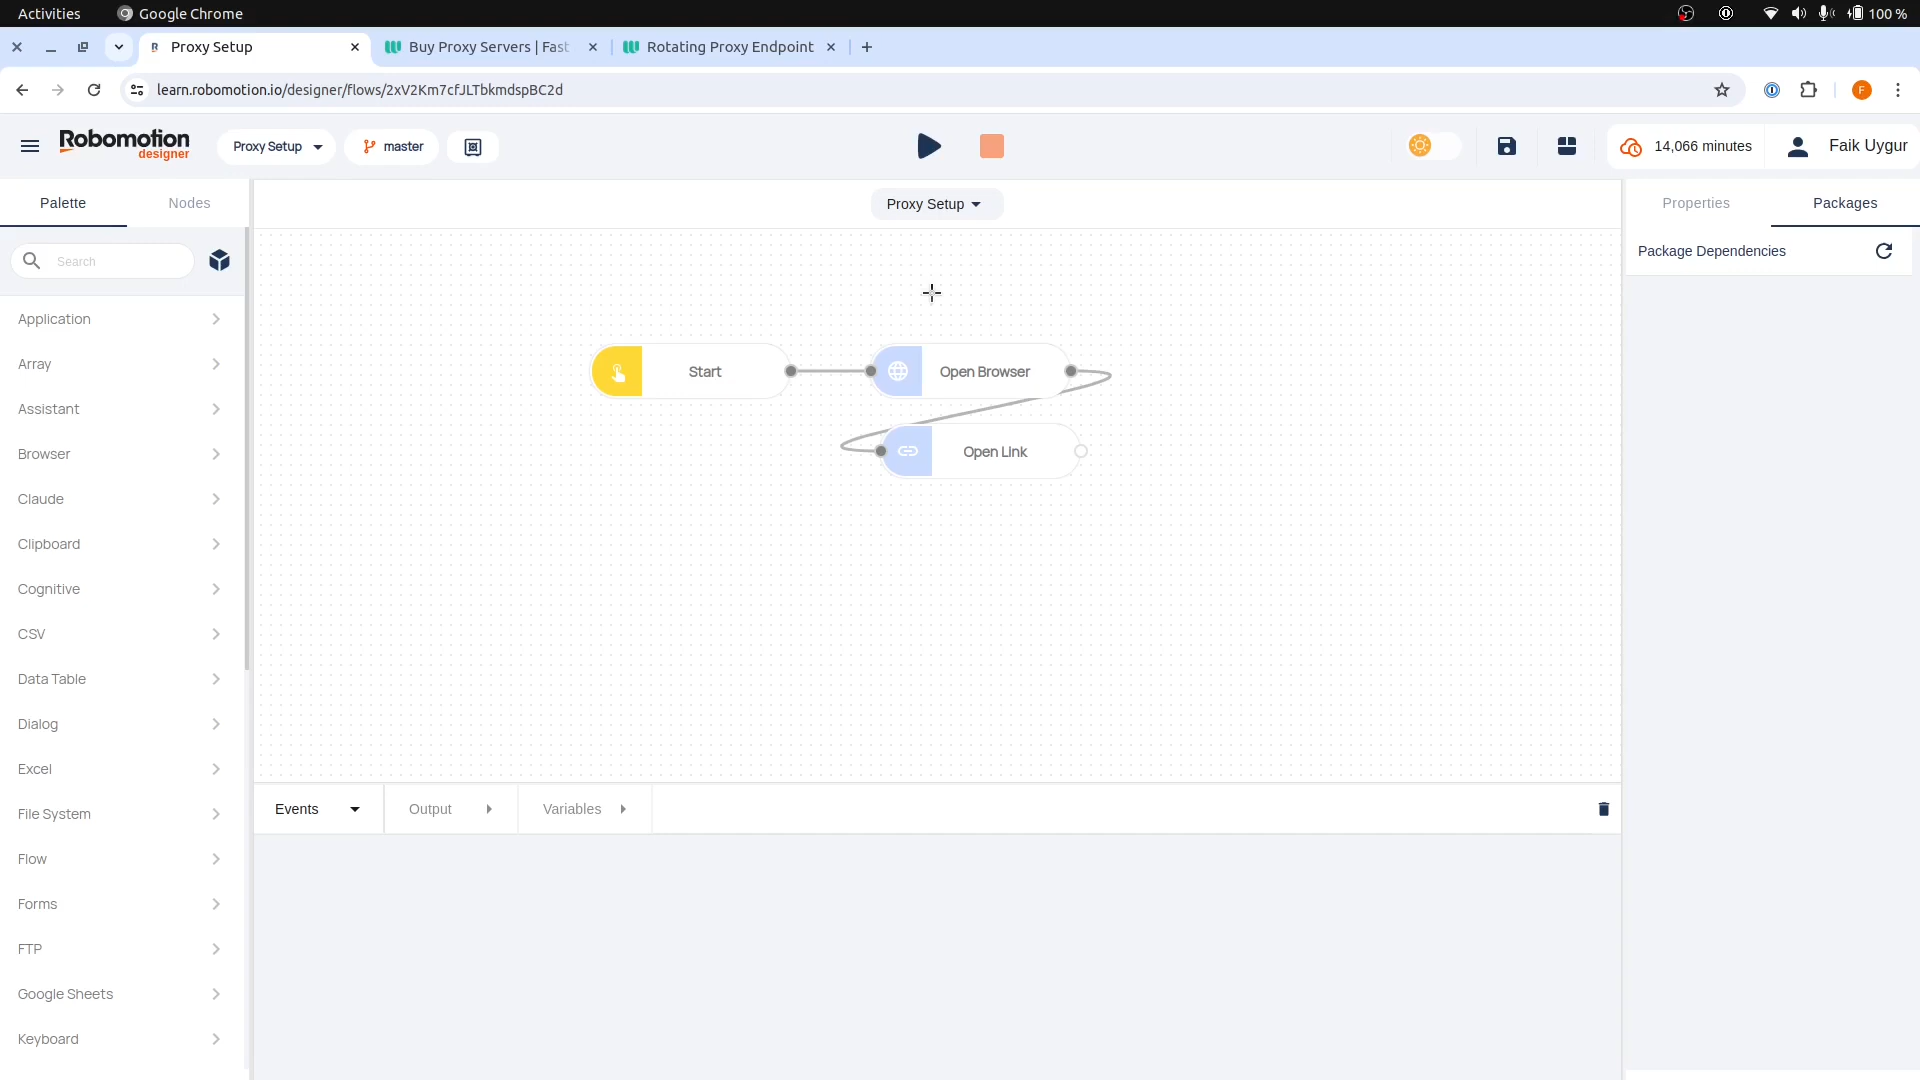 Activities
Google Chrome
100 %
Proxy Setup
Buy Proxy Servers | Fast
Rotating Proxy Endpoint
learn.robomotion.io/designer/flows/2xV2Km7cfJLTbkmdspBC2d
F
Robomotion
designer
Proxy Setup
master
14,066 minutes
Faik Uygur
Palette
Nodes
Proxy Setup
Properties
Packages
Search
Package Dependencies
Application
Array
Assistant
Browser
Claude
Clipboard
Cognitive
CSV
Data Table
Dialog
Excel
File System
Flow
Forms
FTP
Google Sheets
Keyboard
Start
Open Browser
Open Link
Events
Output
Variables